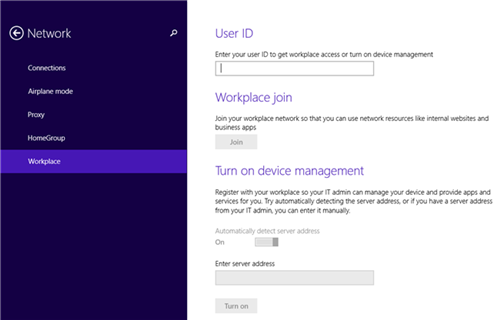 Network
Connections
Airplane mode
Proxy
HomeGroup
Workplace
User ID
Enter your user ID to get workplace access or turn on device management
Workplace join
Join your workplace network so that you can use network resources like internal websites and
business apps
Join
Turn on device management
Register with your workplace so your IT admin can manage your device and provide apps and
services for you. Try automatically detecting the server address, or if you have a server address
from your IT admin, you can enter it manually.
Automatically detect server address
On
Enter server address
Turn on